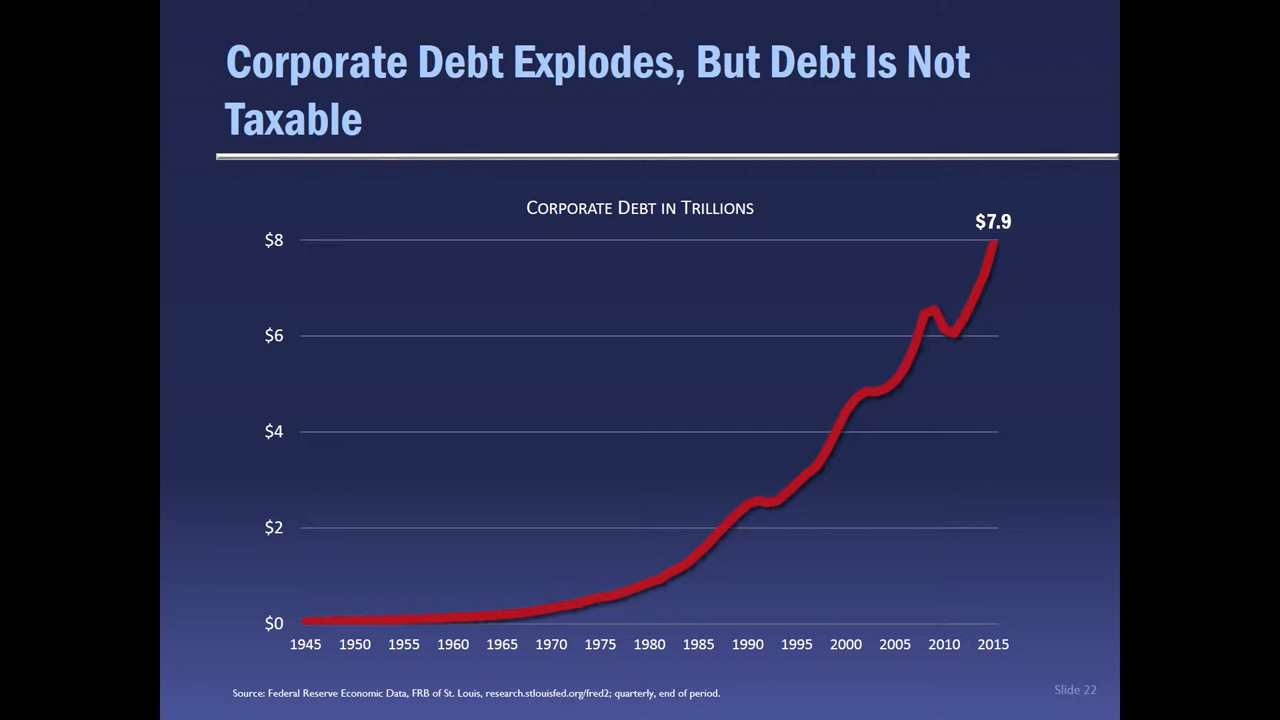 Corporate Debt Explodes, But Debt Is Not
Taxable
CORPORATE DEBT IN TRILLIONS
$7.9
$8
$6
$4
$2
$0
1945 1950 1955 1960 1965 1970 1975 1980 1985 1990 1995 2000 2005 2010 2015
Source: Federal Reserve Economic Data, FRB of St. Louis, research.stlouisfed.org/fred2; quarterly, end of period.
Slide 22